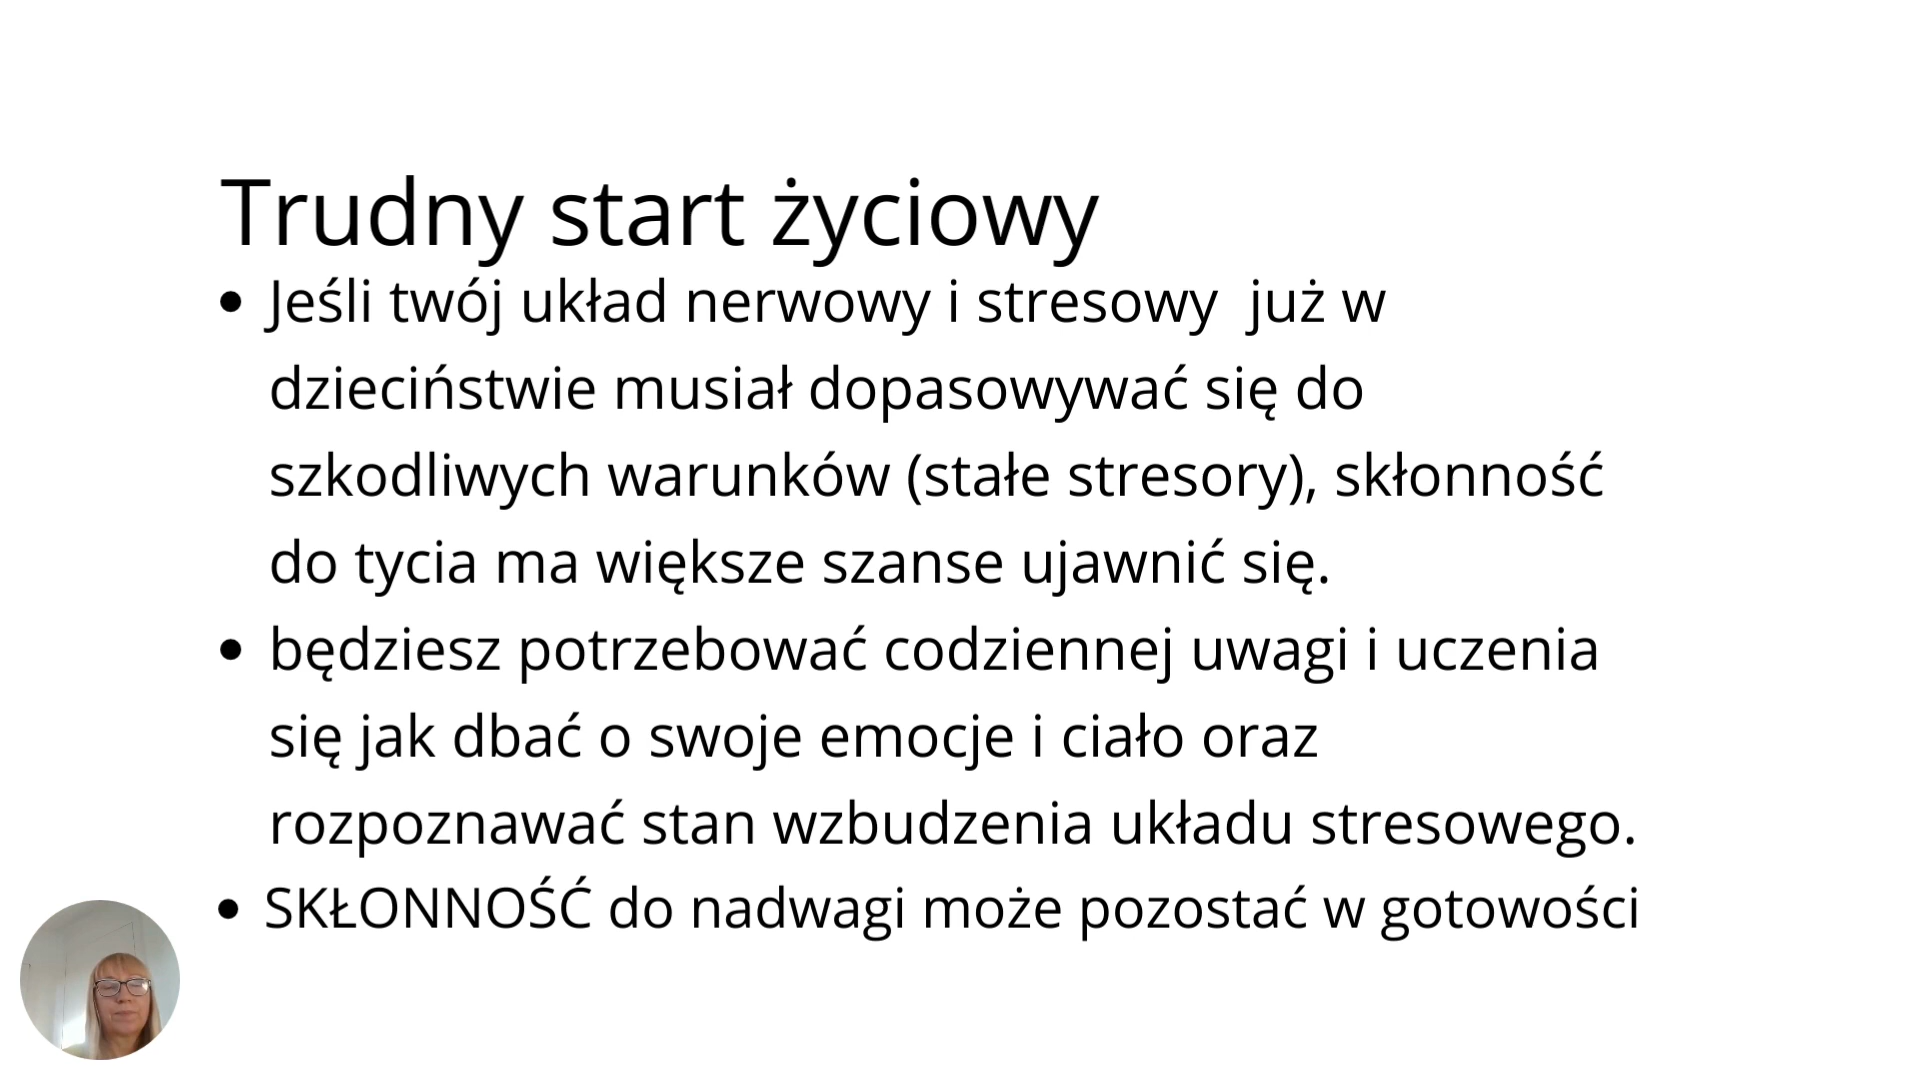 Trudny start życiowy
• Jeśli twój układ nerwowy i stresowy  już w
dzieciństwie musiał dopasowywać się do
szkodliwych warunków (stałe stresory), skłonność
do tycia ma większe szanse ujawnić się.
• będziesz potrzebować codziennej uwagi i uczenia
się jak dbać o swoje emocje i ciało oraz
rozpoznawać stan wzbudzenia układu stresowego.
• SKŁONNOŚĆ do nadwagi może pozostać w gotowości